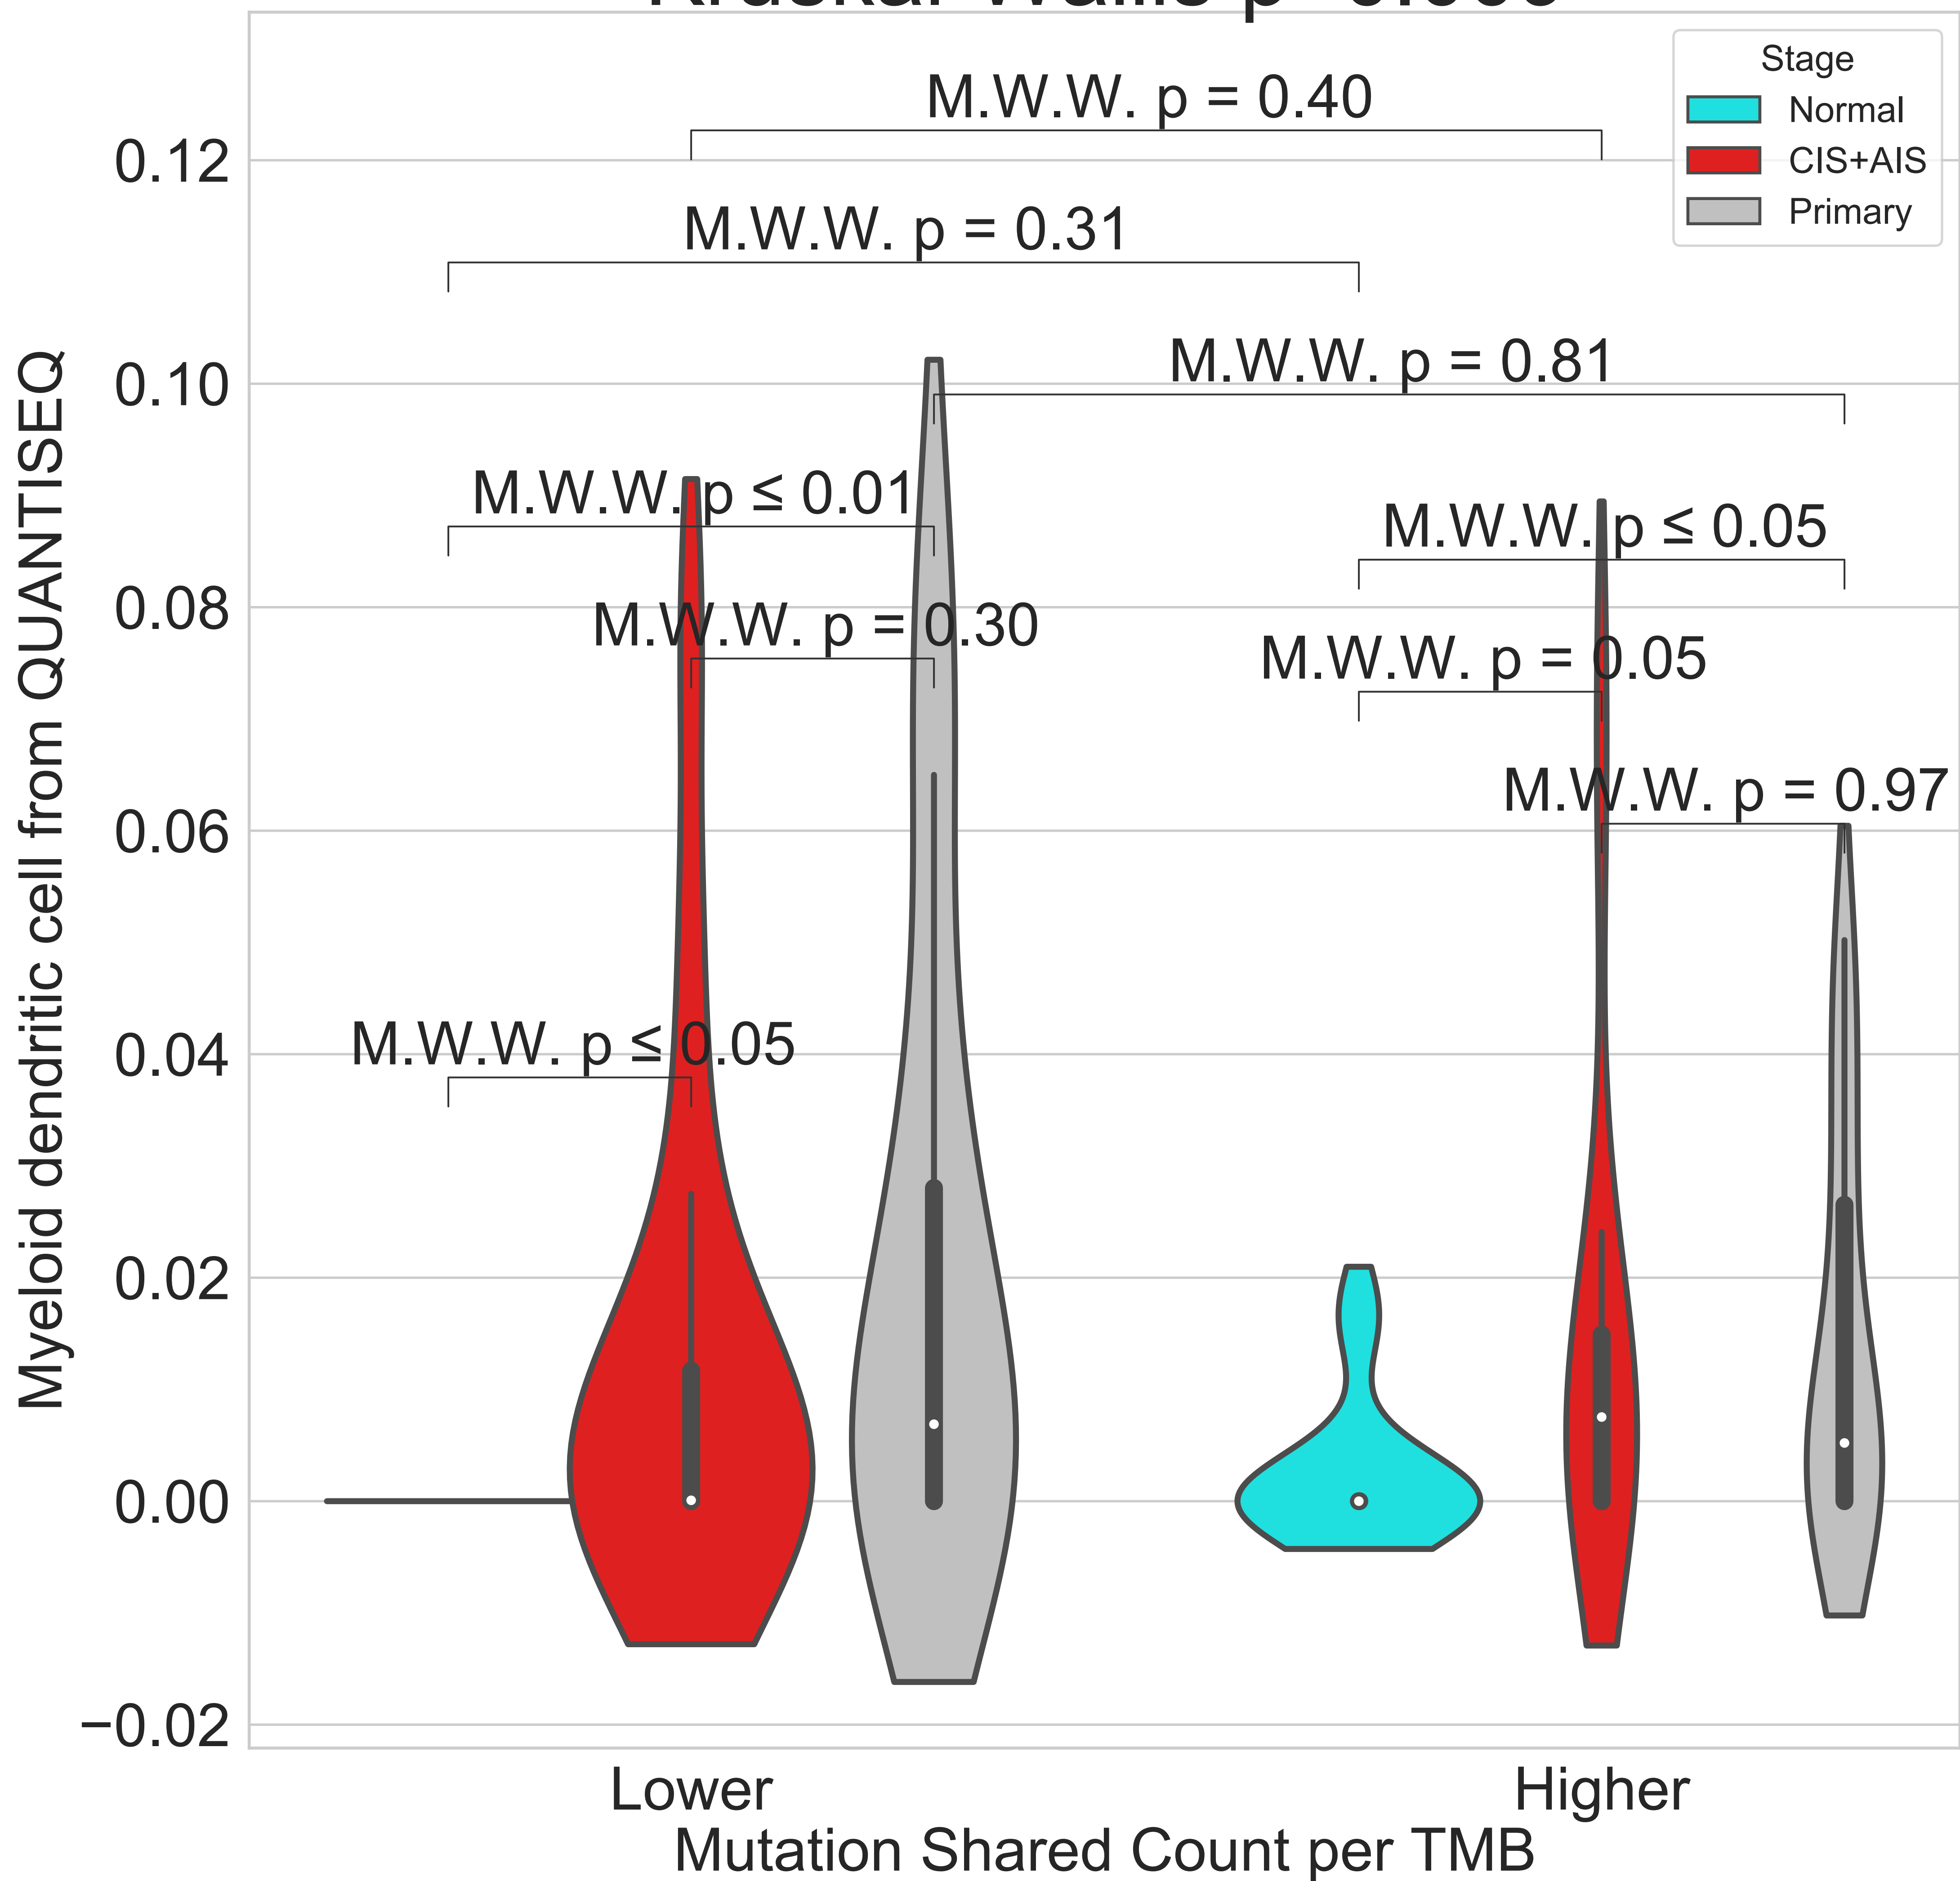 Stage
Normal
CIS+AIS
Primary
M.W.W. p = 0.40
M.W.W. p = 0.31
M.W.W. p = 0.81
M.W.W. p ≤ 0.01
M.W.W. p ≤ 0.05
M.W.W. p = 0.30
M.W.W. p = 0.05
M.W.W. p = 0.97
M.W.W. p ≤ 0.05
0.12
0.10
0.08
0.06
0.04
0.02
0.00
−0.02
Myeloid dendritic cell from QUANTISEQ
Lower
Higher
Mutation Shared Count per TMB